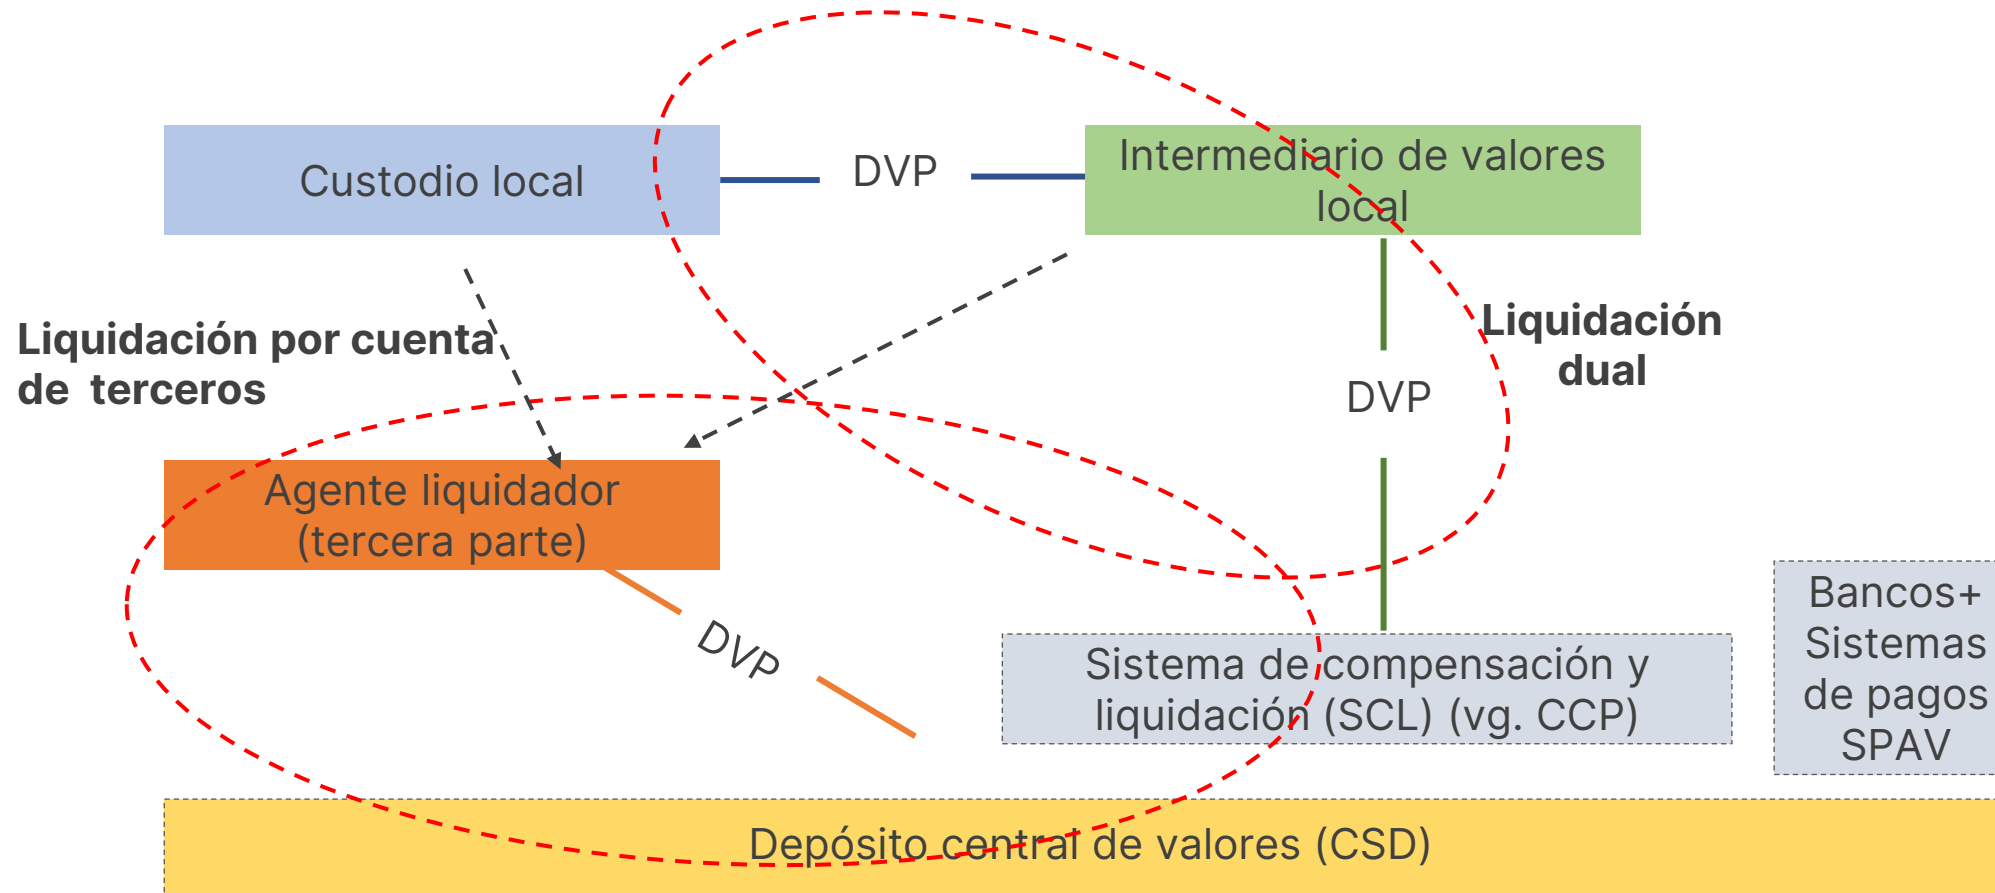 Custodio local
DVP
Intermediario de valores
local
Liquidación por cuenta
de terceros
Liquidación
dual
DVP
Agente liquidador
(tercera parte)
DVP
Sistema de compensación y
liquidación (SCL) (vg. CCP)
Bancos+
Sistemas
de pagos
SPAV
Depósito central de valores (CSD)